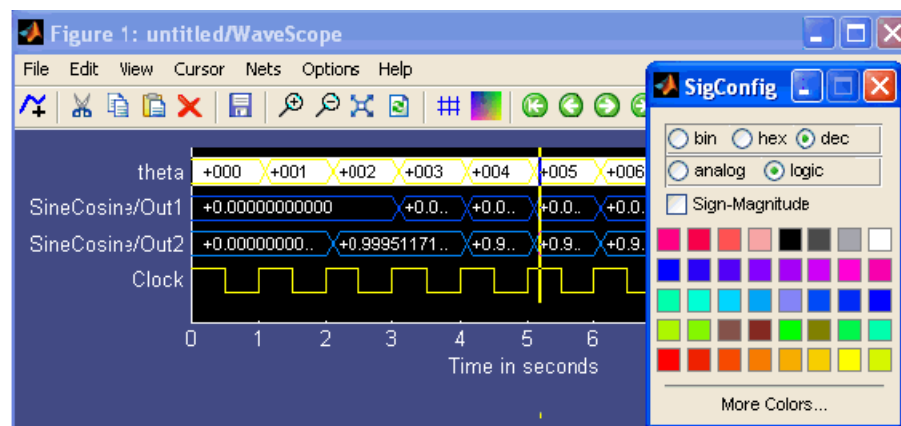 Figure 1: untitled/WaveScope
File Edit View Cursor Nets Options Help
SigConfig
bin hex dec
analog logic
Sign-Magnitude
More Colors...
theta +000 +001 +002 +003 +004 +005 +006
SineCosine/Out1 +0.00000000000 +0.0.. +0.0.. +0.0.. +0.0.
SineCosine/Out2 +0.00000000.. +0.99951171.. +0.9.. +0.9.. +0.9.
Clock
0 1 2 3 4 5 6
Time in seconds